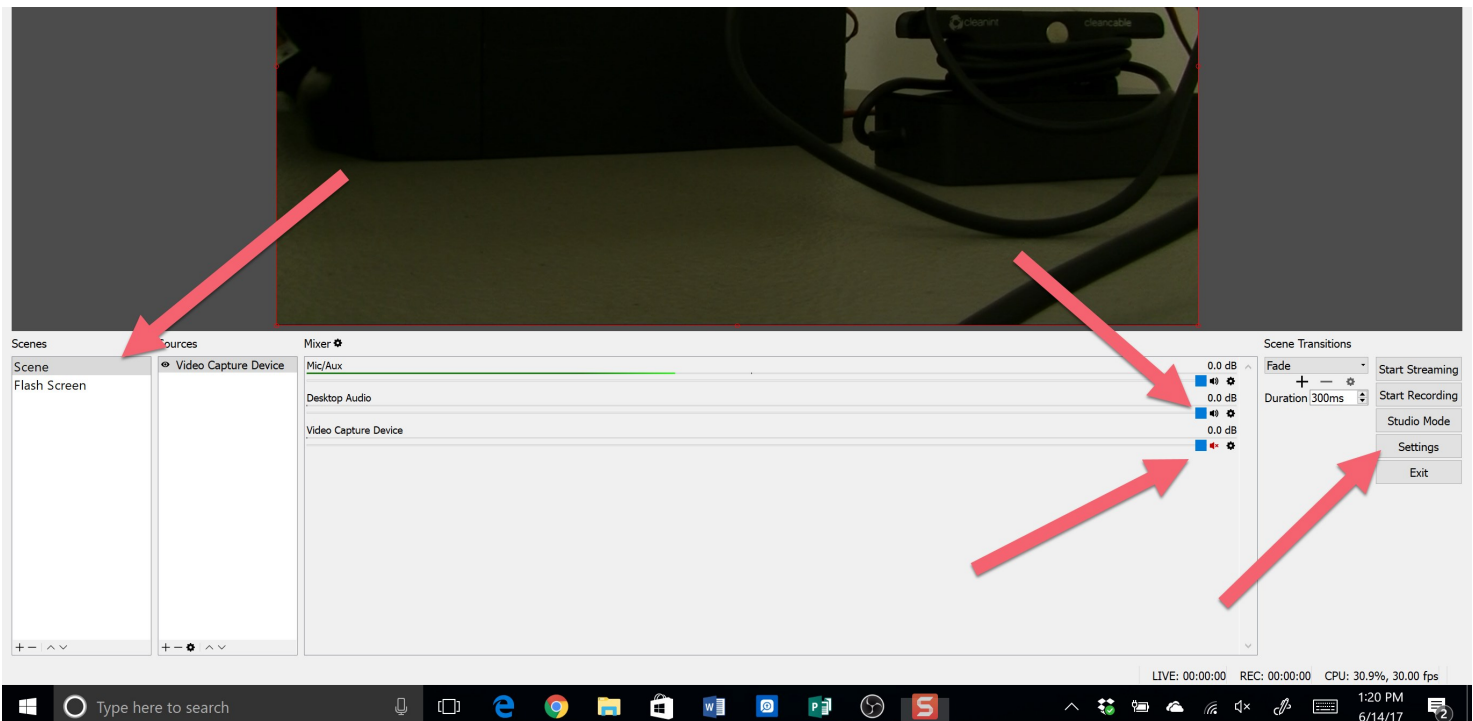 cleanint
cleancable
Scenes
Sources
Mixer
Scene Transitions
Scene
Flash Screen
Video Capture Device
Mic/Aux
0.0 dB
Desktop Audio
0.0 dB
Video Capture Device
0.0 dB
Fade
Duration 300ms
Start Streaming
Start Recording
Studio Mode
Settings
Exit
LIVE: 00:00:00 REC: 00:00:00 CPU: 30.9%, 30.00 fps
Type here to search
1:20 PM
6/14/17
2